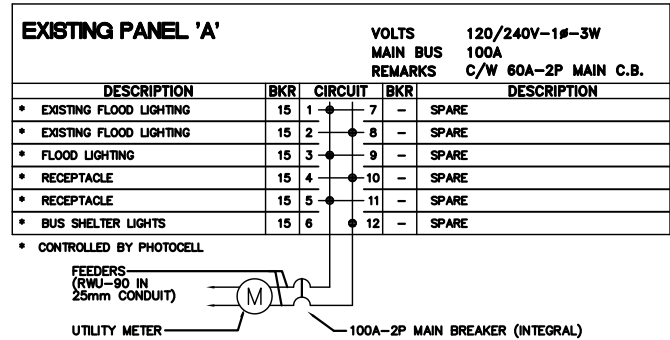 EXISTING PANEL 'A'
VOLTS 120/240V-1ø-3W
MAIN BUS 100A
REMARKS C/W 60A-2P MAIN C.B.
DESCRIPTION BKR CIRCUIT BKR DESCRIPTION
* EXISTING FLOOD LIGHTING 15 1 7 - SPARE
* EXISTING FLOOD LIGHTING 15 2 8 - SPARE
* FLOOD LIGHTING 15 3 9 - SPARE
* RECEPTACLE 15 4 10 - SPARE
* RECEPTACLE 15 5 11 - SPARE
* BUS SHELTER LIGHTS 15 6 12 - SPARE
* CONTROLLED BY PHOTOCELL
FEEDERS
(RWU-90 IN
25mm CONDUIT)
M
UTILITY METER
100A-2P MAIN BREAKER (INTEGRAL)